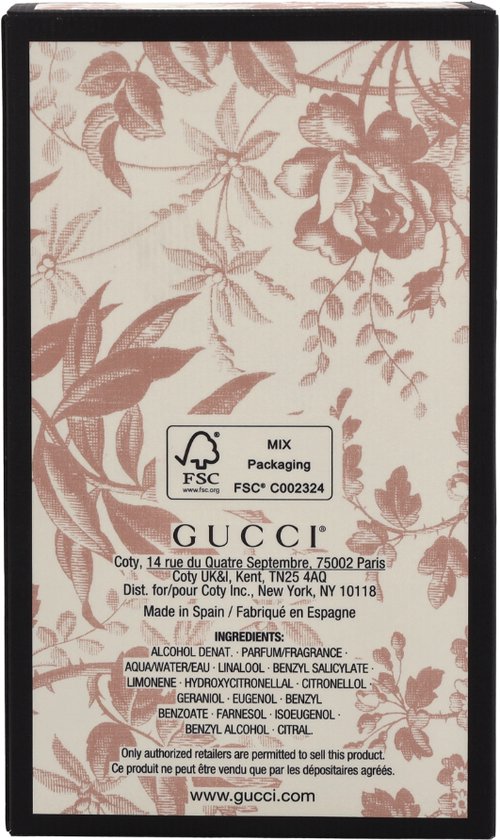 MIX
Packaging
FSC® C002324
FSC
www.fsc.org
GUCCI®
Coty, 14 rue du Quatre Septembre, 75002 Paris
Coty UK&I, Kent, TN25 4AQ
Dist. for/pour Coty Inc., New York, NY 10118
Made in Spain / Fabriqué en Espagne
INGREDIENTS:
ALCOHOL DENAT. · PARFUM/FRAGRANCE ·
AQUA/WATER/EAU · LINALOOL · BENZYL SALICYLATE ·
LIMONENE · HYDROXYCITRONELLAL · CITRONELLOL ·
GERANIOL · EUGENOL · BENZYL
BENZOATE · FARNESOL · ISOEUGENOL ·
BENZYL ALCOHOL · CITRAL.
Only authorized retailers are permitted to sell this product.
Ce produit ne peut être vendu que par les dépositaires agréés.
www.gucci.com